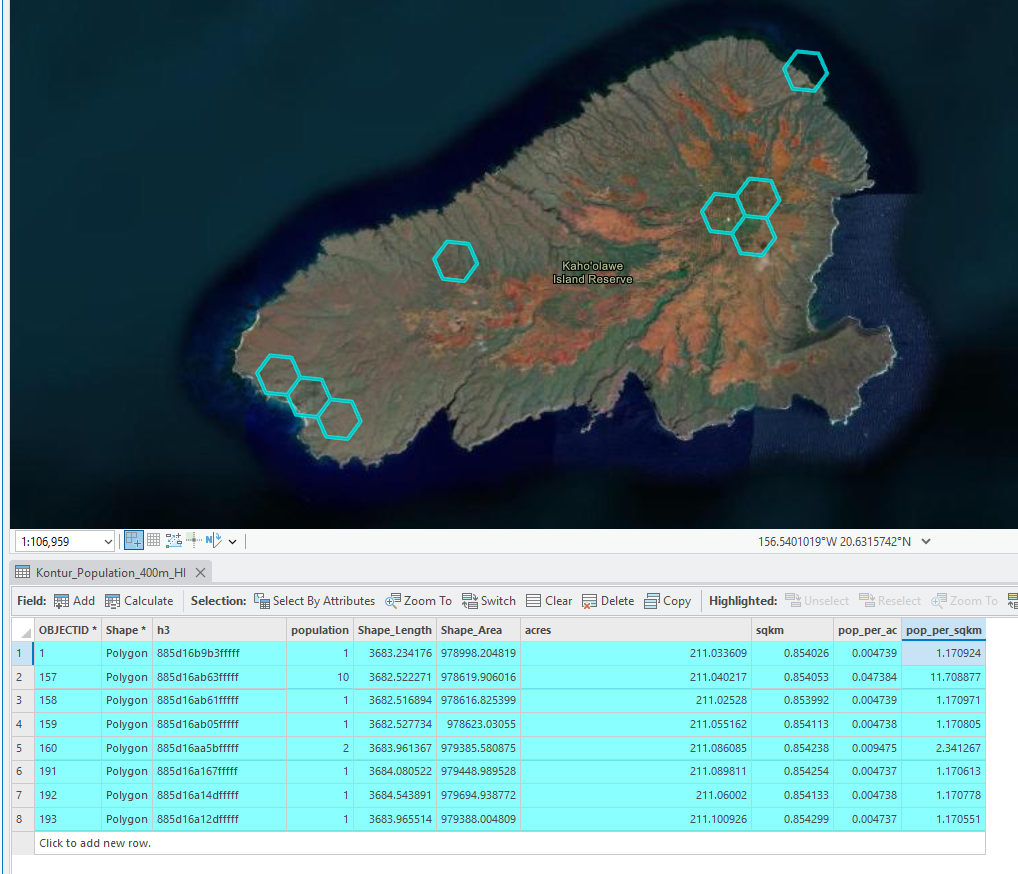 Kaho'olawe
Island Reserve
1:106,959
N
156.5401019°W 20.6315742°N
Kontur_Population_400m_HI
Field: Add Calculate Selection: Select By Attributes Zoom To Switch Clear Delete Copy Highlighted: Unselect Reselect Zoom To
OBJECTID * Shape * h3 population Shape_Length Shape_Area acres sqkm pop_per_ac pop_per_sqkm
1 1 Polygon 885d16b9b3fffff 1 3683.234176 978998.204819 211.033609 0.854026 0.004739 1.170924
2 157 Polygon 885d16ab63fffff 10 3682.522271 978619.906016 211.040217 0.854053 0.047384 11.708877
3 158 Polygon 885d16ab61fffff 1 3682.516894 978616.825399 211.02528 0.853992 0.004739 1.170971
4 159 Polygon 885d16ab05fffff 1 3682.527734 978623.03055 211.055162 0.854113 0.004738 1.170805
5 160 Polygon 885d16aa5bfffff 2 3683.961367 979385.580875 211.086085 0.854238 0.009475 2.341267
6 191 Polygon 885d16a167fffff 1 3684.080522 979448.989528 211.089811 0.854254 0.004737 1.170613
7 192 Polygon 885d16a14dfffff 1 3684.543891 979694.938772 211.06002 0.854133 0.004738 1.170778
8 193 Polygon 885d16a12dfffff 1 3683.965514 979388.004809 211.100926 0.854299 0.004737 1.170551
Click to add new row.